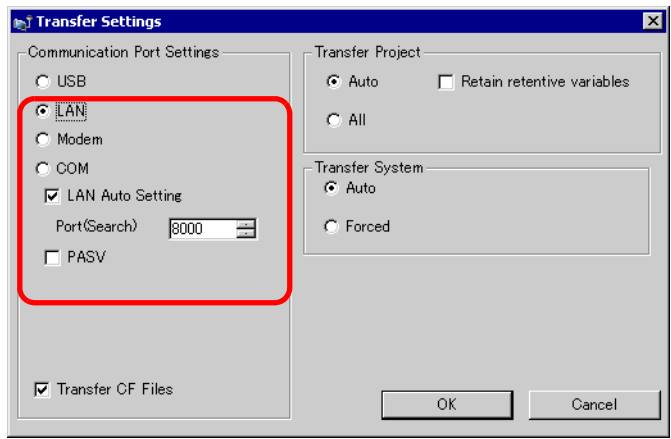 Transfer Settings
Communication Port Settings
USB
LAN
Modem
COM
LAN Auto Setting
Port(Search) 8000
PASV
Transfer CF Files
Transfer Project
Auto Retain retentive variables
All
Transfer System
Auto
Forced
OK Cancel